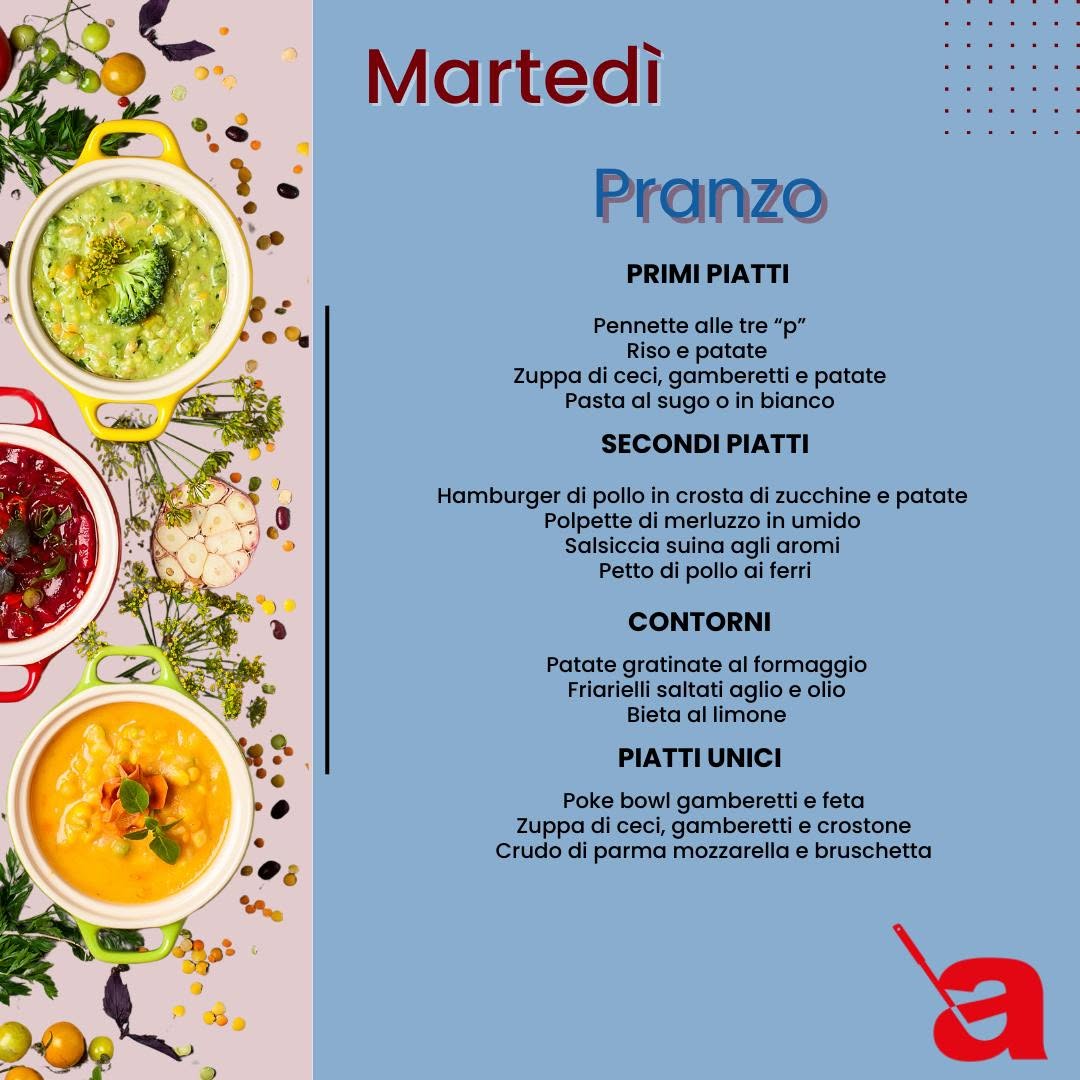 Martedì
Pranzo
PRIMI PIATTI
Pennette alle tre “p”
Riso e patate
Zuppa di ceci, gamberetti e patate
Pasta al sugo o in bianco
SECONDI PIATTI
Hamburger di pollo in crosta di zucchine e patate
Polpette di merluzzo in umido
Salsiccia suina agli aromi
Petto di pollo ai ferri
CONTORNI
Patate gratinate al formaggio
Friarielli saltati aglio e olio
Bieta al limone
PIATTI UNICI
Poke bowl gamberetti e feta
Zuppa di ceci, gamberetti e crostone
Crudo di parma mozzarella e bruschetta
a